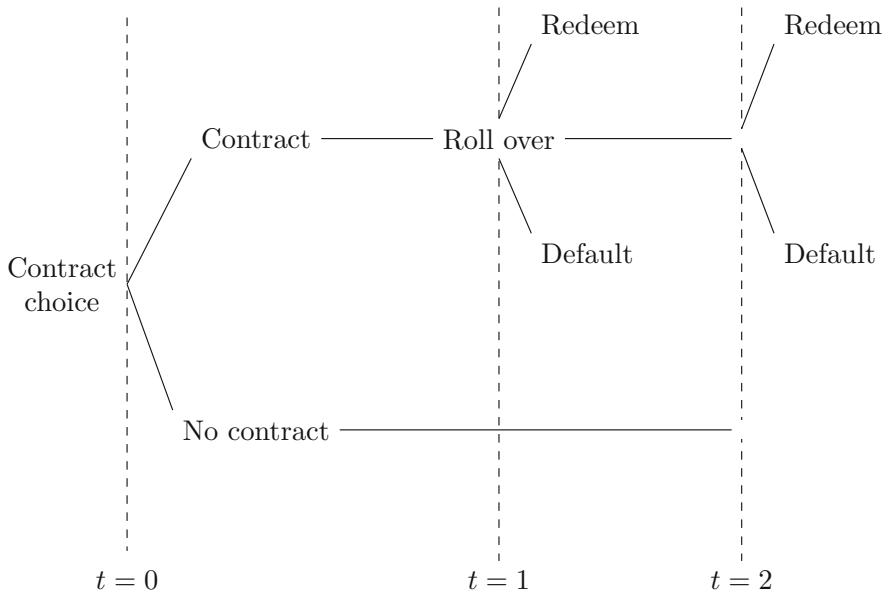 Redeem
Redeem
Contract
Roll over
Default
Default
Contract
choice
No contract
t = 0
t = 1
t = 2